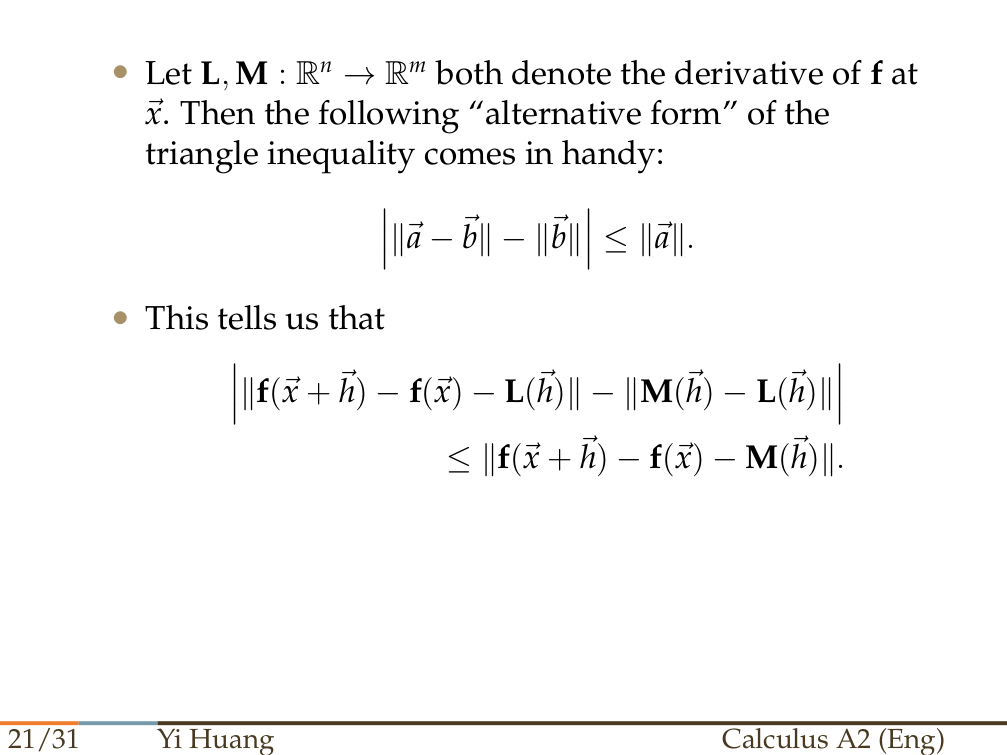 • Let L, M : ℝⁿ → ℝᵐ both denote the derivative of f at
x⃗. Then the following “alternative form” of the
triangle inequality comes in handy:
|‖a⃗ − b⃗‖ − ‖b⃗‖| ≤ ‖a⃗‖.
• This tells us that
|‖f(x⃗ + h⃗) − f(x⃗) − L(h⃗)‖ − ‖M(h⃗) − L(h⃗)‖|
≤ ‖f(x⃗ + h⃗) − f(x⃗) − M(h⃗)‖.
21/31 Yi Huang Calculus A2 (Eng)